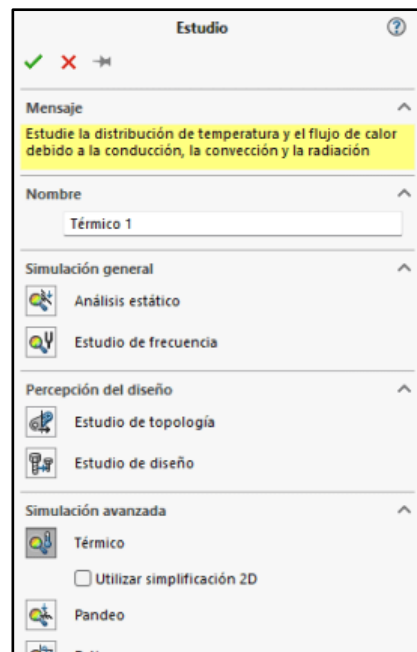 Estudio
Mensaje
Estudie la distribución de temperatura y el flujo de calor
debido a la conducción, la convección y la radiación
Nombre
Térmico 1
Simulación general
Análisis estático
Estudio de frecuencia
Percepción del diseño
Estudio de topología
Estudio de diseño
Simulación avanzada
Térmico
Utilizar simplificación 2D
Pandeo